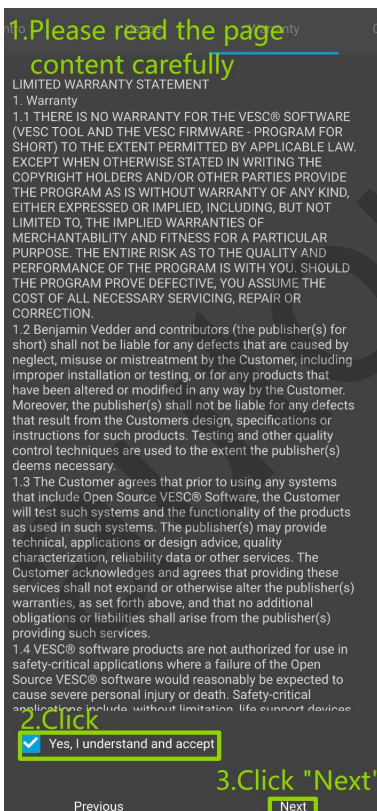 1.Please read the page
content carefully
LIMITED WARRANTY STATEMENT
1. Warranty
1.1 THERE IS NO WARRANTY FOR THE VESC® SOFTWARE
(VESC TOOL AND THE VESC FIRMWARE - PROGRAM FOR
SHORT) TO THE EXTENT PERMITTED BY APPLICABLE LAW.
EXCEPT WHEN OTHERWISE STATED IN WRITING THE
COPYRIGHT HOLDERS AND/OR OTHER PARTIES PROVIDE
THE PROGRAM AS IS WITHOUT WARRANTY OF ANY KIND,
EITHER EXPRESSED OR IMPLIED, INCLUDING, BUT NOT
LIMITED TO, THE IMPLIED WARRANTIES OF
MERCHANTABILITY AND FITNESS FOR A PARTICULAR
PURPOSE. THE ENTIRE RISK AS TO THE QUALITY AND
PERFORMANCE OF THE PROGRAM IS WITH YOU. SHOULD
THE PROGRAM PROVE DEFECTIVE, YOU ASSUME THE
COST OF ALL NECESSARY SERVICING, REPAIR OR
CORRECTION.
1.2 Benjamin Vedder and contributors (the publisher(s) for
short) shall not be liable for any defects that are caused by
neglect, misuse or mistreatment by the Customer, including
improper installation or testing, or for any products that
have been altered or modified in any way by the Customer.
Moreover, the publisher(s) shall not be liable for any defects
that result from the Customers design, specifications or
instructions for such products. Testing and other quality
control techniques are used to the extent the publisher(s)
deems necessary.
1.3 The Customer agrees that prior to using any systems
that include Open Source VESC® Software, the Customer
will test such systems and the functionality of the products
as used in such systems. The publisher(s) may provide
technical, applications or design advice, quality
characterization, reliability data or other services. The
Customer acknowledges and agrees that providing these
services shall not expand or otherwise alter the publisher(s)
warranties, as set forth above, and that no additional
obligations or liabilities shall arise from the publisher(s)
providing such services.
1.4 VESC® software products are not authorized for use in
safety-critical applications where a failure of the Open
Source VESC® software would reasonably be expected to
cause severe personal injury or death. Safety-critical
applications include, without limitation, life support devices
2.Click
Yes, I understand and accept
3.Click "Next"
Previous
Next